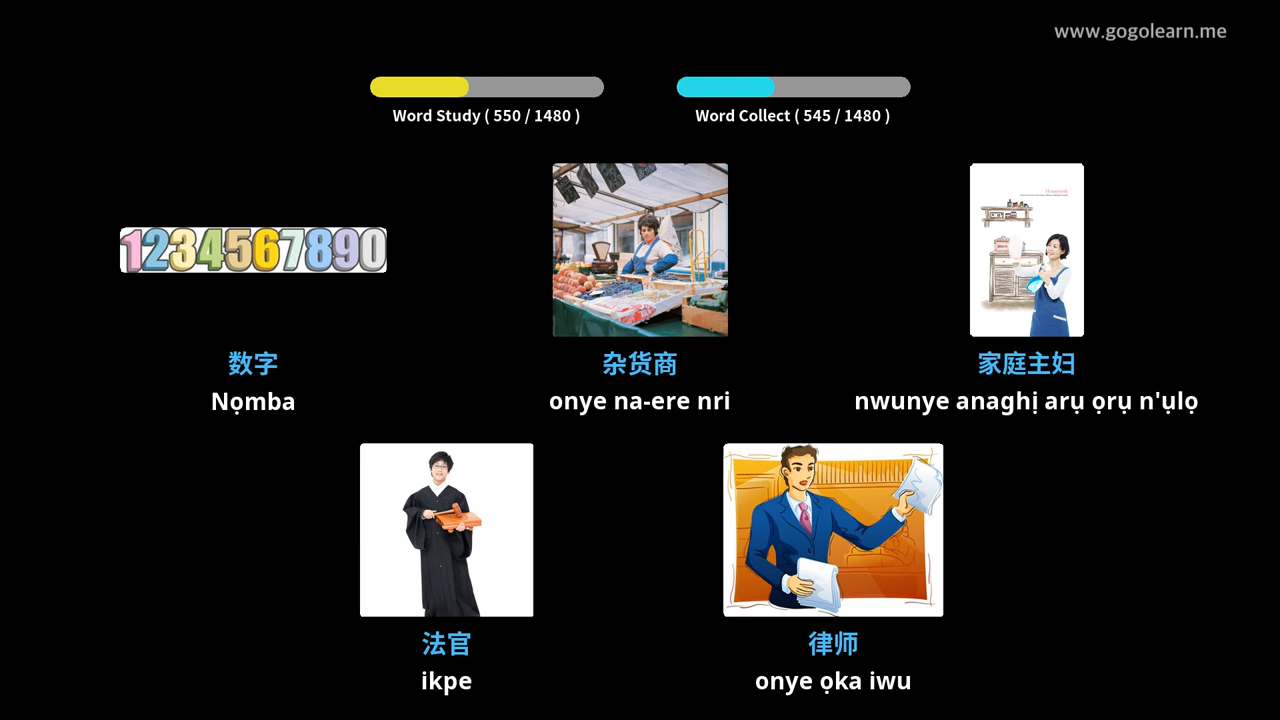 www.gogolearn.me
Word Study ( 550 / 1480 )
Word Collect ( 545 / 1480 )
1234567890
数字
Nọmba
杂货商
onye na-ere nri
家庭主妇
nwunye anaghị arụ ọrụ n'ụlọ
法官
ikpe
律师
onye ọka iwu